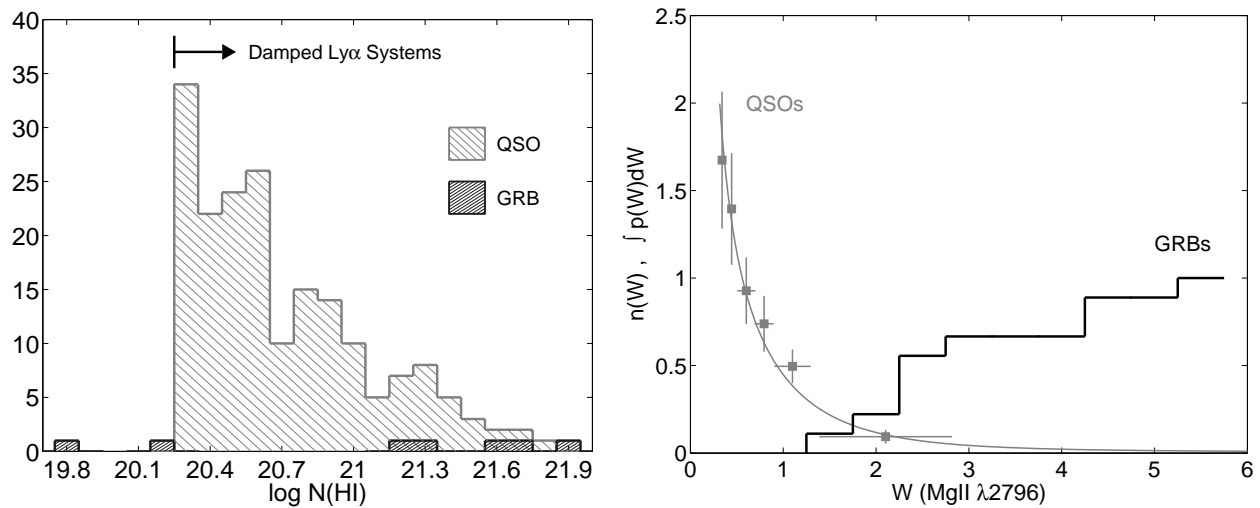 40
35
30
25
20
15
10
5
0
19.8 20.1 20.4 20.7 21 21.3 21.6 21.9
log N(HI)
Damped Lyα Systems
QSO
GRB
2.5
2
1.5
1
0.5
0
0 1 2 3 4 5 6
W (MgII λ2796)
n(W) , ∫ p(W)dW
QSOs
GRBs